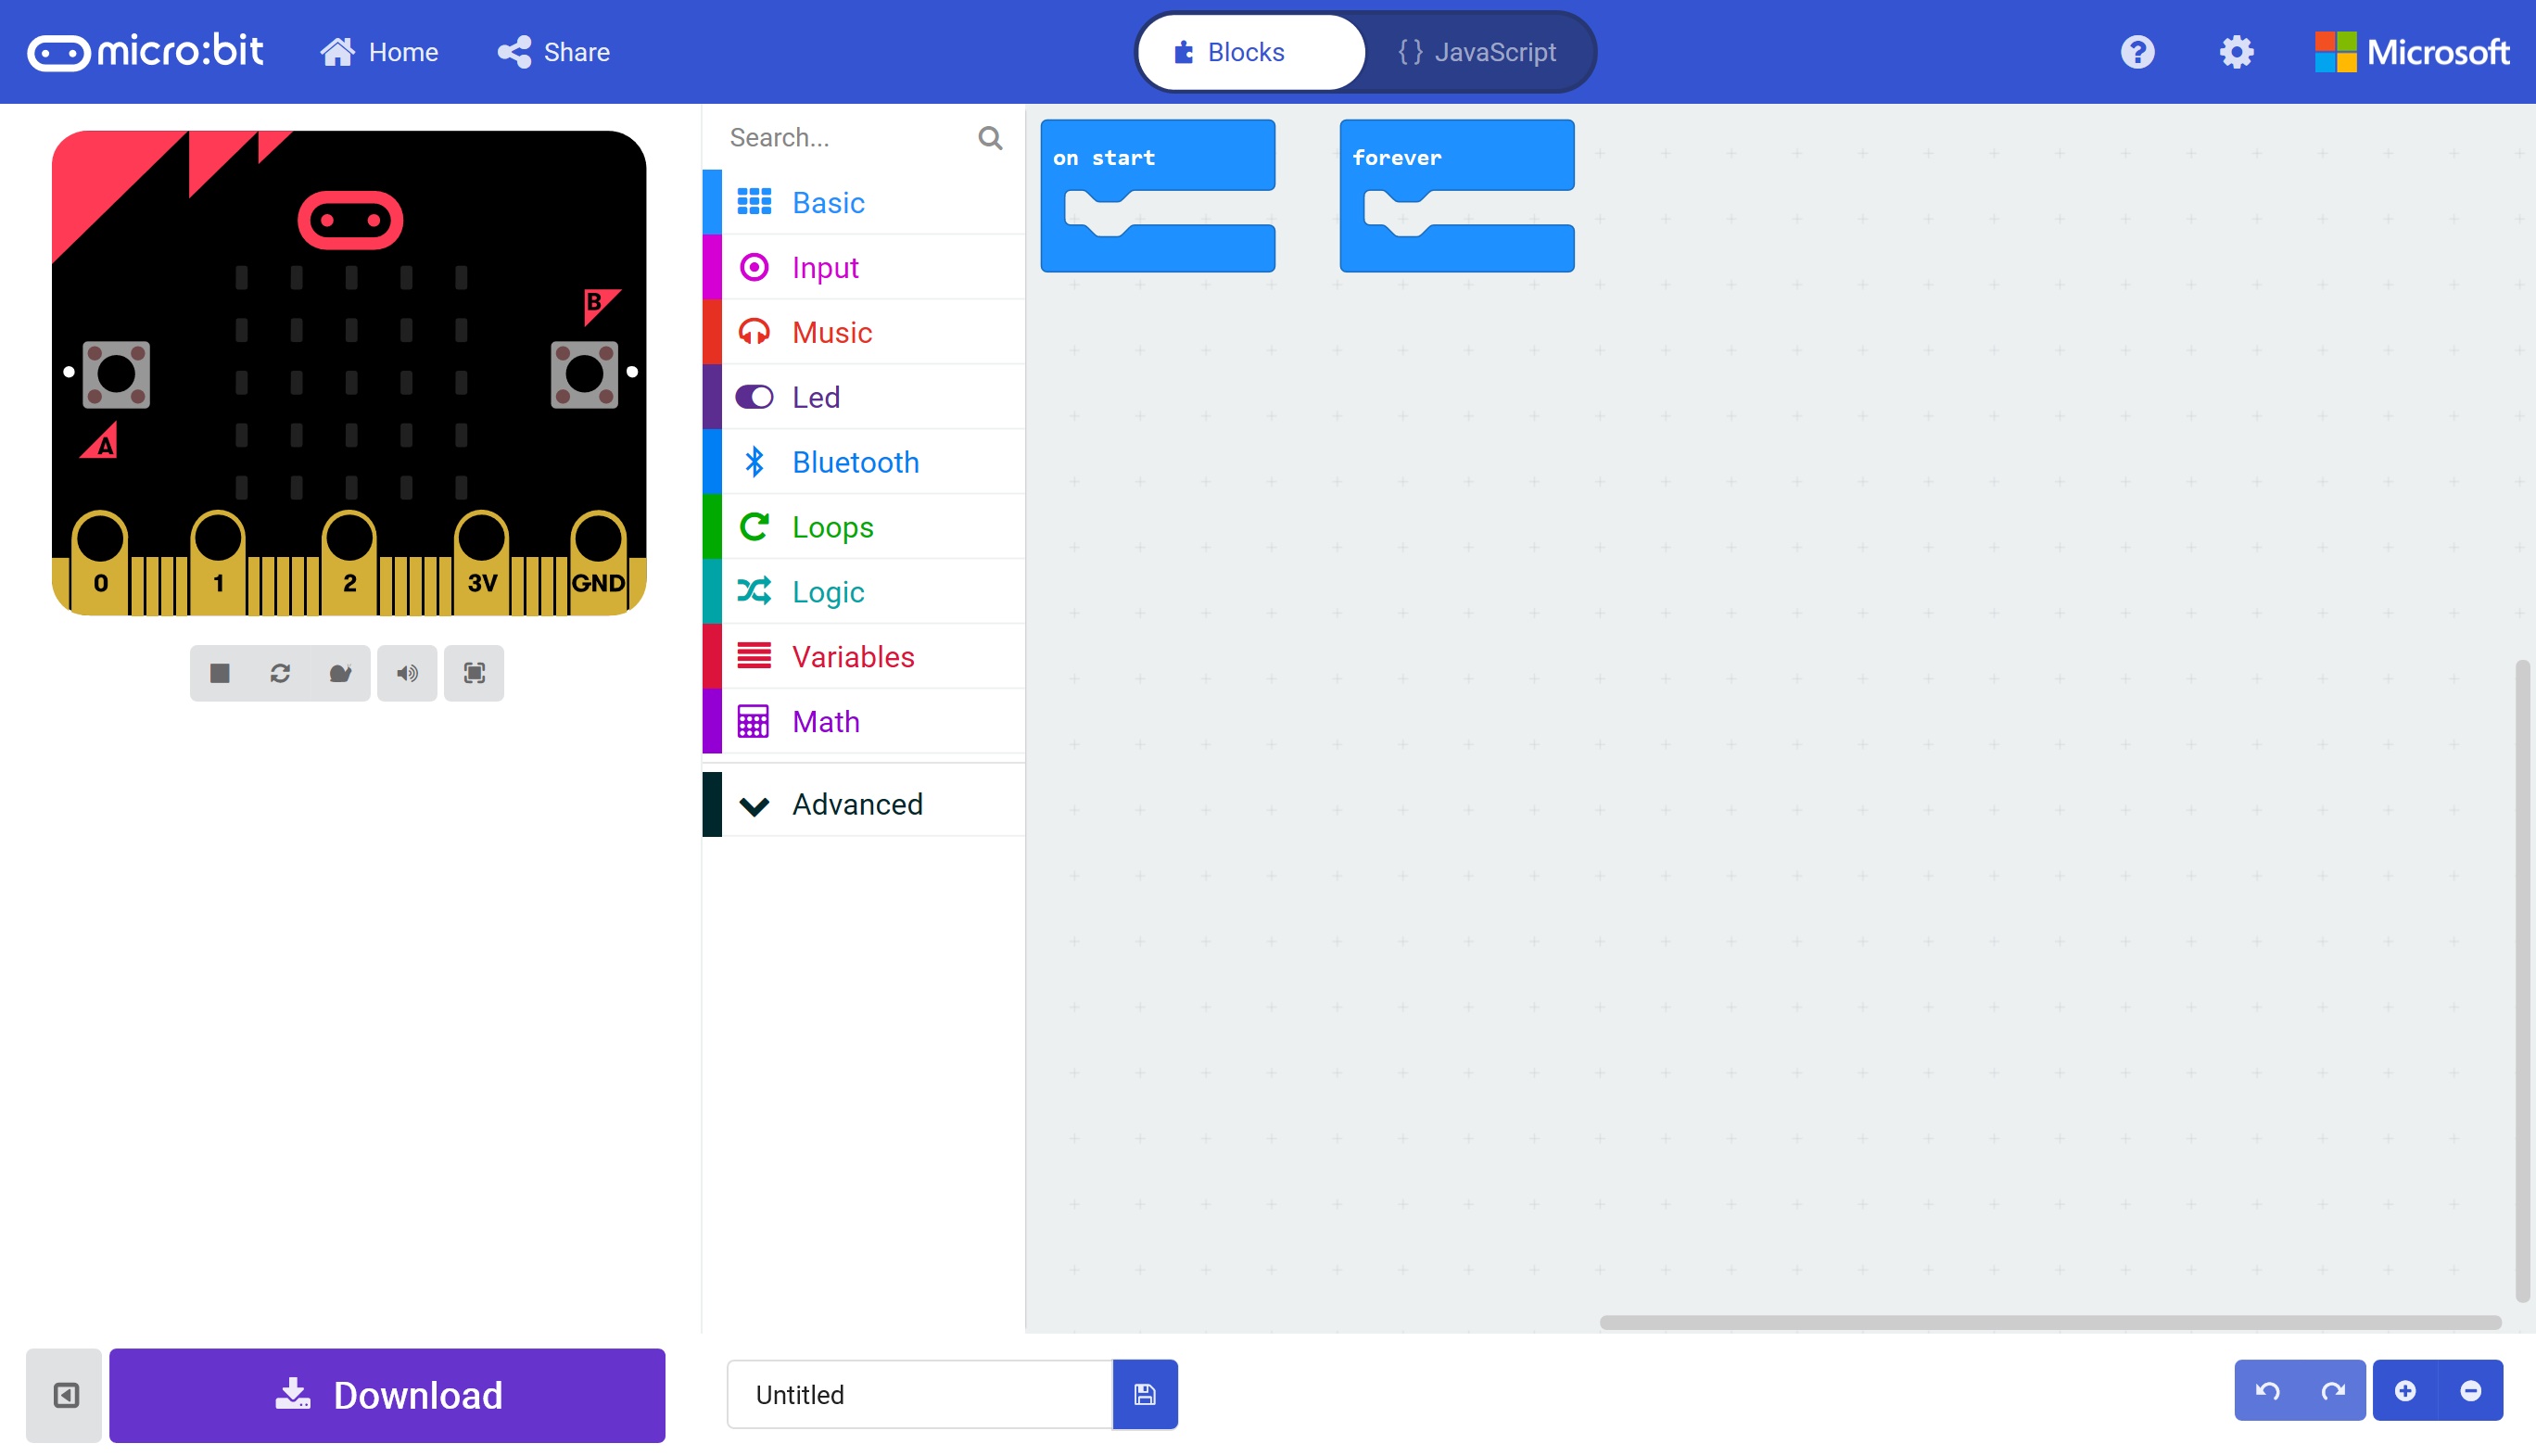 micro:bit Home Share Blocks {} JavaScript ? Microsoft
Search...
Basic
Input
Music
Led
Bluetooth
Loops
Logic
Variables
Math
Advanced
on start
forever
B
A
0 1 2 3V GND
Download
Untitled